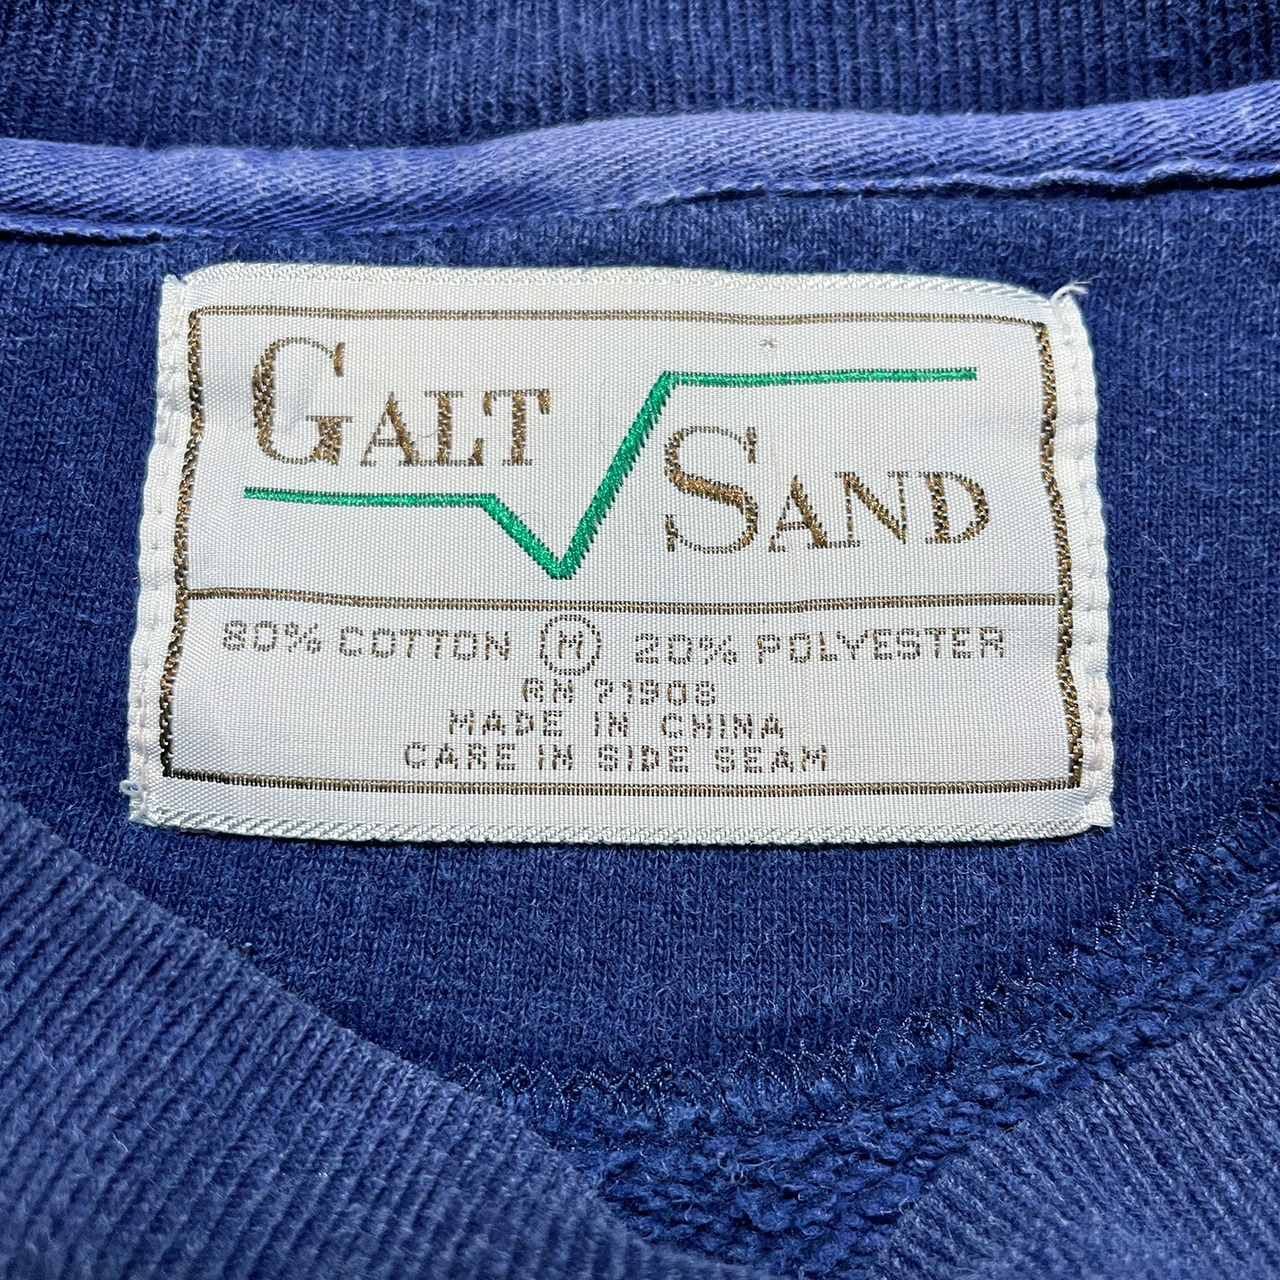 GALT SAND
80% COTTON M 20% POLYESTER
RN 71908
MADE IN CHINA
CARE IN SIDE SEAM